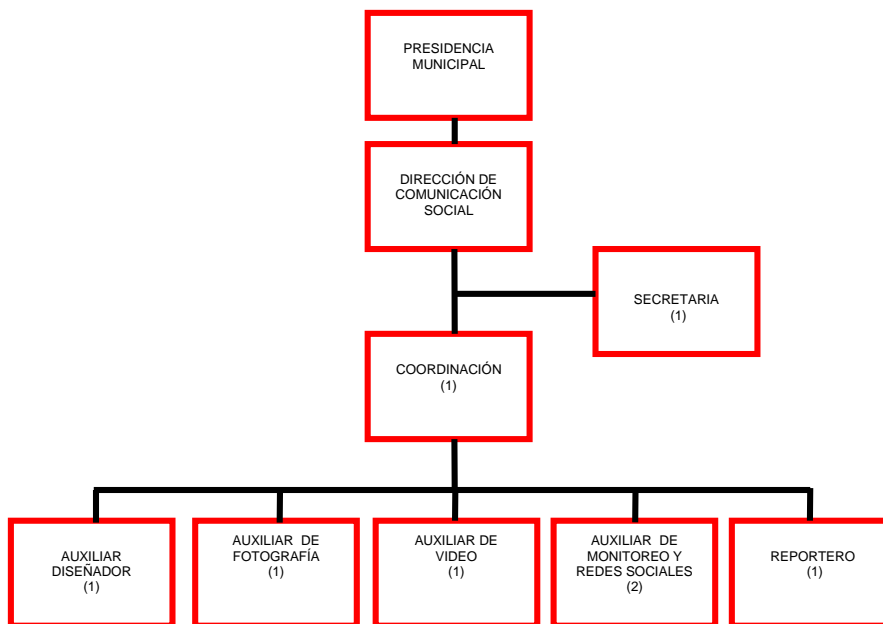 PRESIDENCIA
MUNICIPAL
DIRECCIÓN DE
COMUNICACIÓN
SOCIAL
SECRETARIA
(1)
COORDINACIÓN
(1)
AUXILIAR
DISEÑADOR
(1)
AUXILIAR DE
FOTOGRAFÍA
(1)
AUXILIAR DE
VIDEO
(1)
AUXILIAR DE
MONITOREO Y
REDES SOCIALES
(2)
REPORTERO
(1)